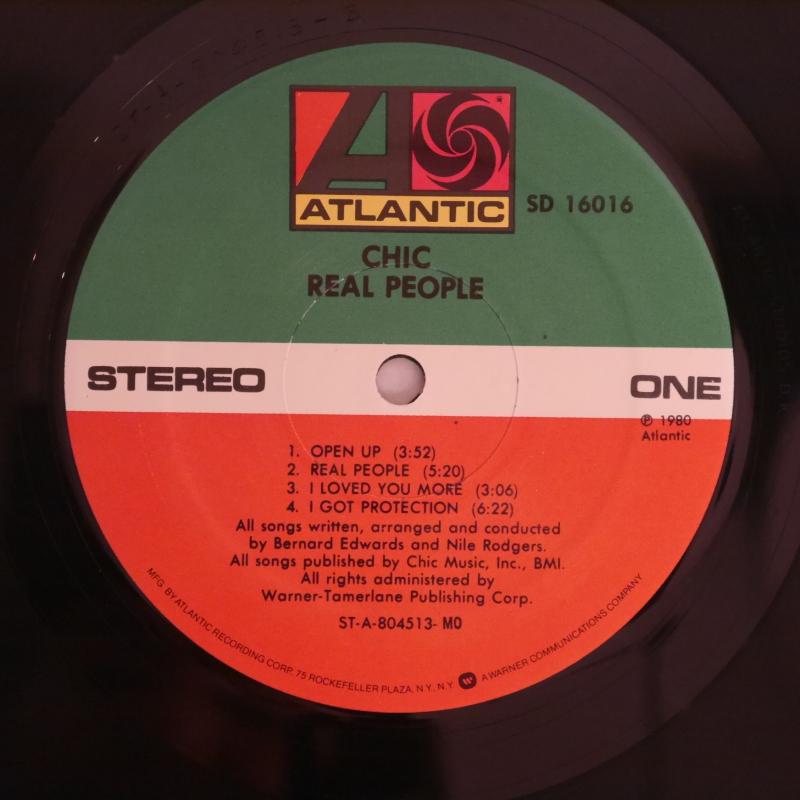 ATLANTIC
SD 16016
CHIC
REAL PEOPLE
STEREO
ONE
℗ 1980
Atlantic
1. OPEN UP (3:52)
2. REAL PEOPLE (5:20)
3. I LOVED YOU MORE (3:06)
4. I GOT PROTECTION (6:22)
All songs written, arranged and conducted
by Bernard Edwards and Nile Rodgers.
All songs published by Chic Music, Inc., BMI.
All rights administered by
Warner-Tamerlane Publishing Corp.
ST-A-804513-MO
MFG. BY ATLANTIC RECORDING CORP. 75 ROCKEFELLER PLAZA, N.Y., N.Y. A WARNER COMMUNICATIONS COMPANY